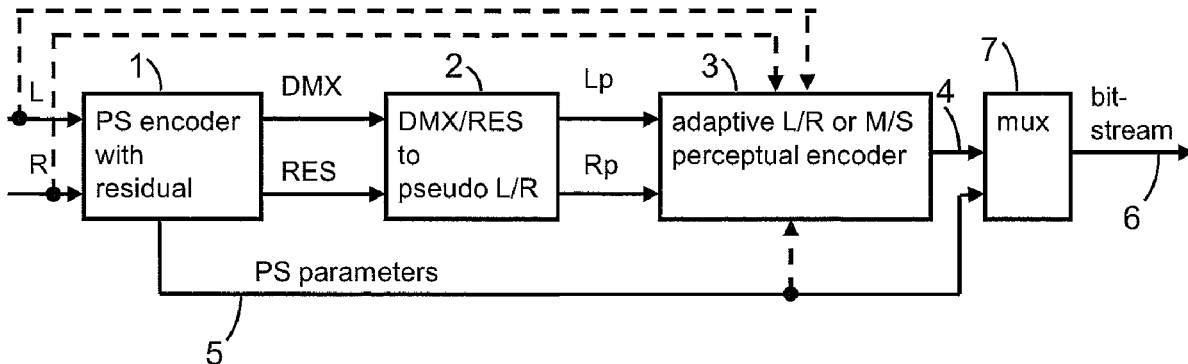 1
2
3
4
7
L
R
PS encoder
with
residual
DMX
RES
DMX/RES
to
pseudo L/R
Lp
Rp
adaptive L/R or M/S
perceptual encoder
mux
bit-
stream
6
PS parameters
5